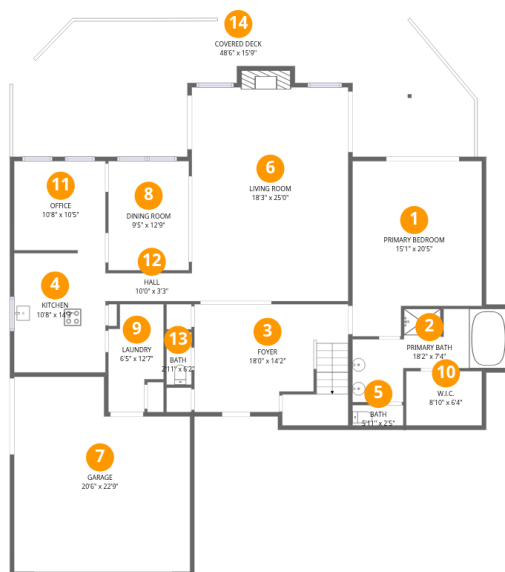 14
COVERED DECK
48'6" x 15'9"
11
OFFICE
10'8" x 10'5"
8
DINING ROOM
9'5" x 12'9"
6
LIVING ROOM
18'3" x 25'0"
1
PRIMARY BEDROOM
15'1" x 20'5"
12
HALL
10'0" x 3'3"
4
KITCHEN
10'8" x 14'9"
9
LAUNDRY
6'5" x 12'7"
13
BATH
2'11" x 6'2"
3
FOYER
18'0" x 14'2"
2
PRIMARY BATH
18'2" x 7'4"
10
W.I.C.
8'10" x 6'4"
5
BATH
5'11" x 2'5"
7
GARAGE
20'6" x 22'9"